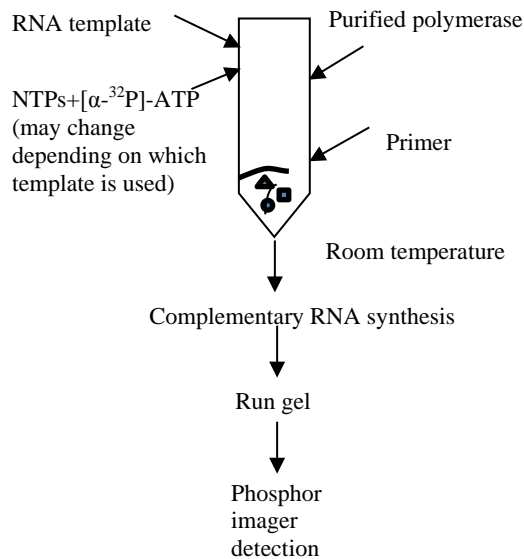 RNA template
Purified polymerase
NTPs+[α-³²P]-ATP
(may change
depending on which
template is used)
Primer
Room temperature
Complementary RNA synthesis
Run gel
Phosphor
imager
detection